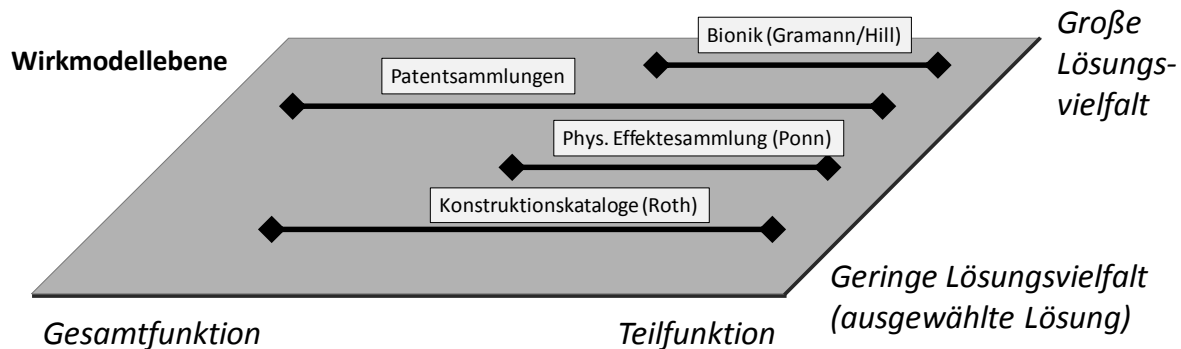 Wirkmodellebene
Bionik (Gramann/Hill)
Große
Lösungs-
vielfalt
Patentsammlungen
Phys. Effektesammlung (Ponn)
Konstruktionskataloge (Roth)
Geringe Lösungsvielfalt
(ausgewählte Lösung)
Gesamtfunktion
Teilfunktion